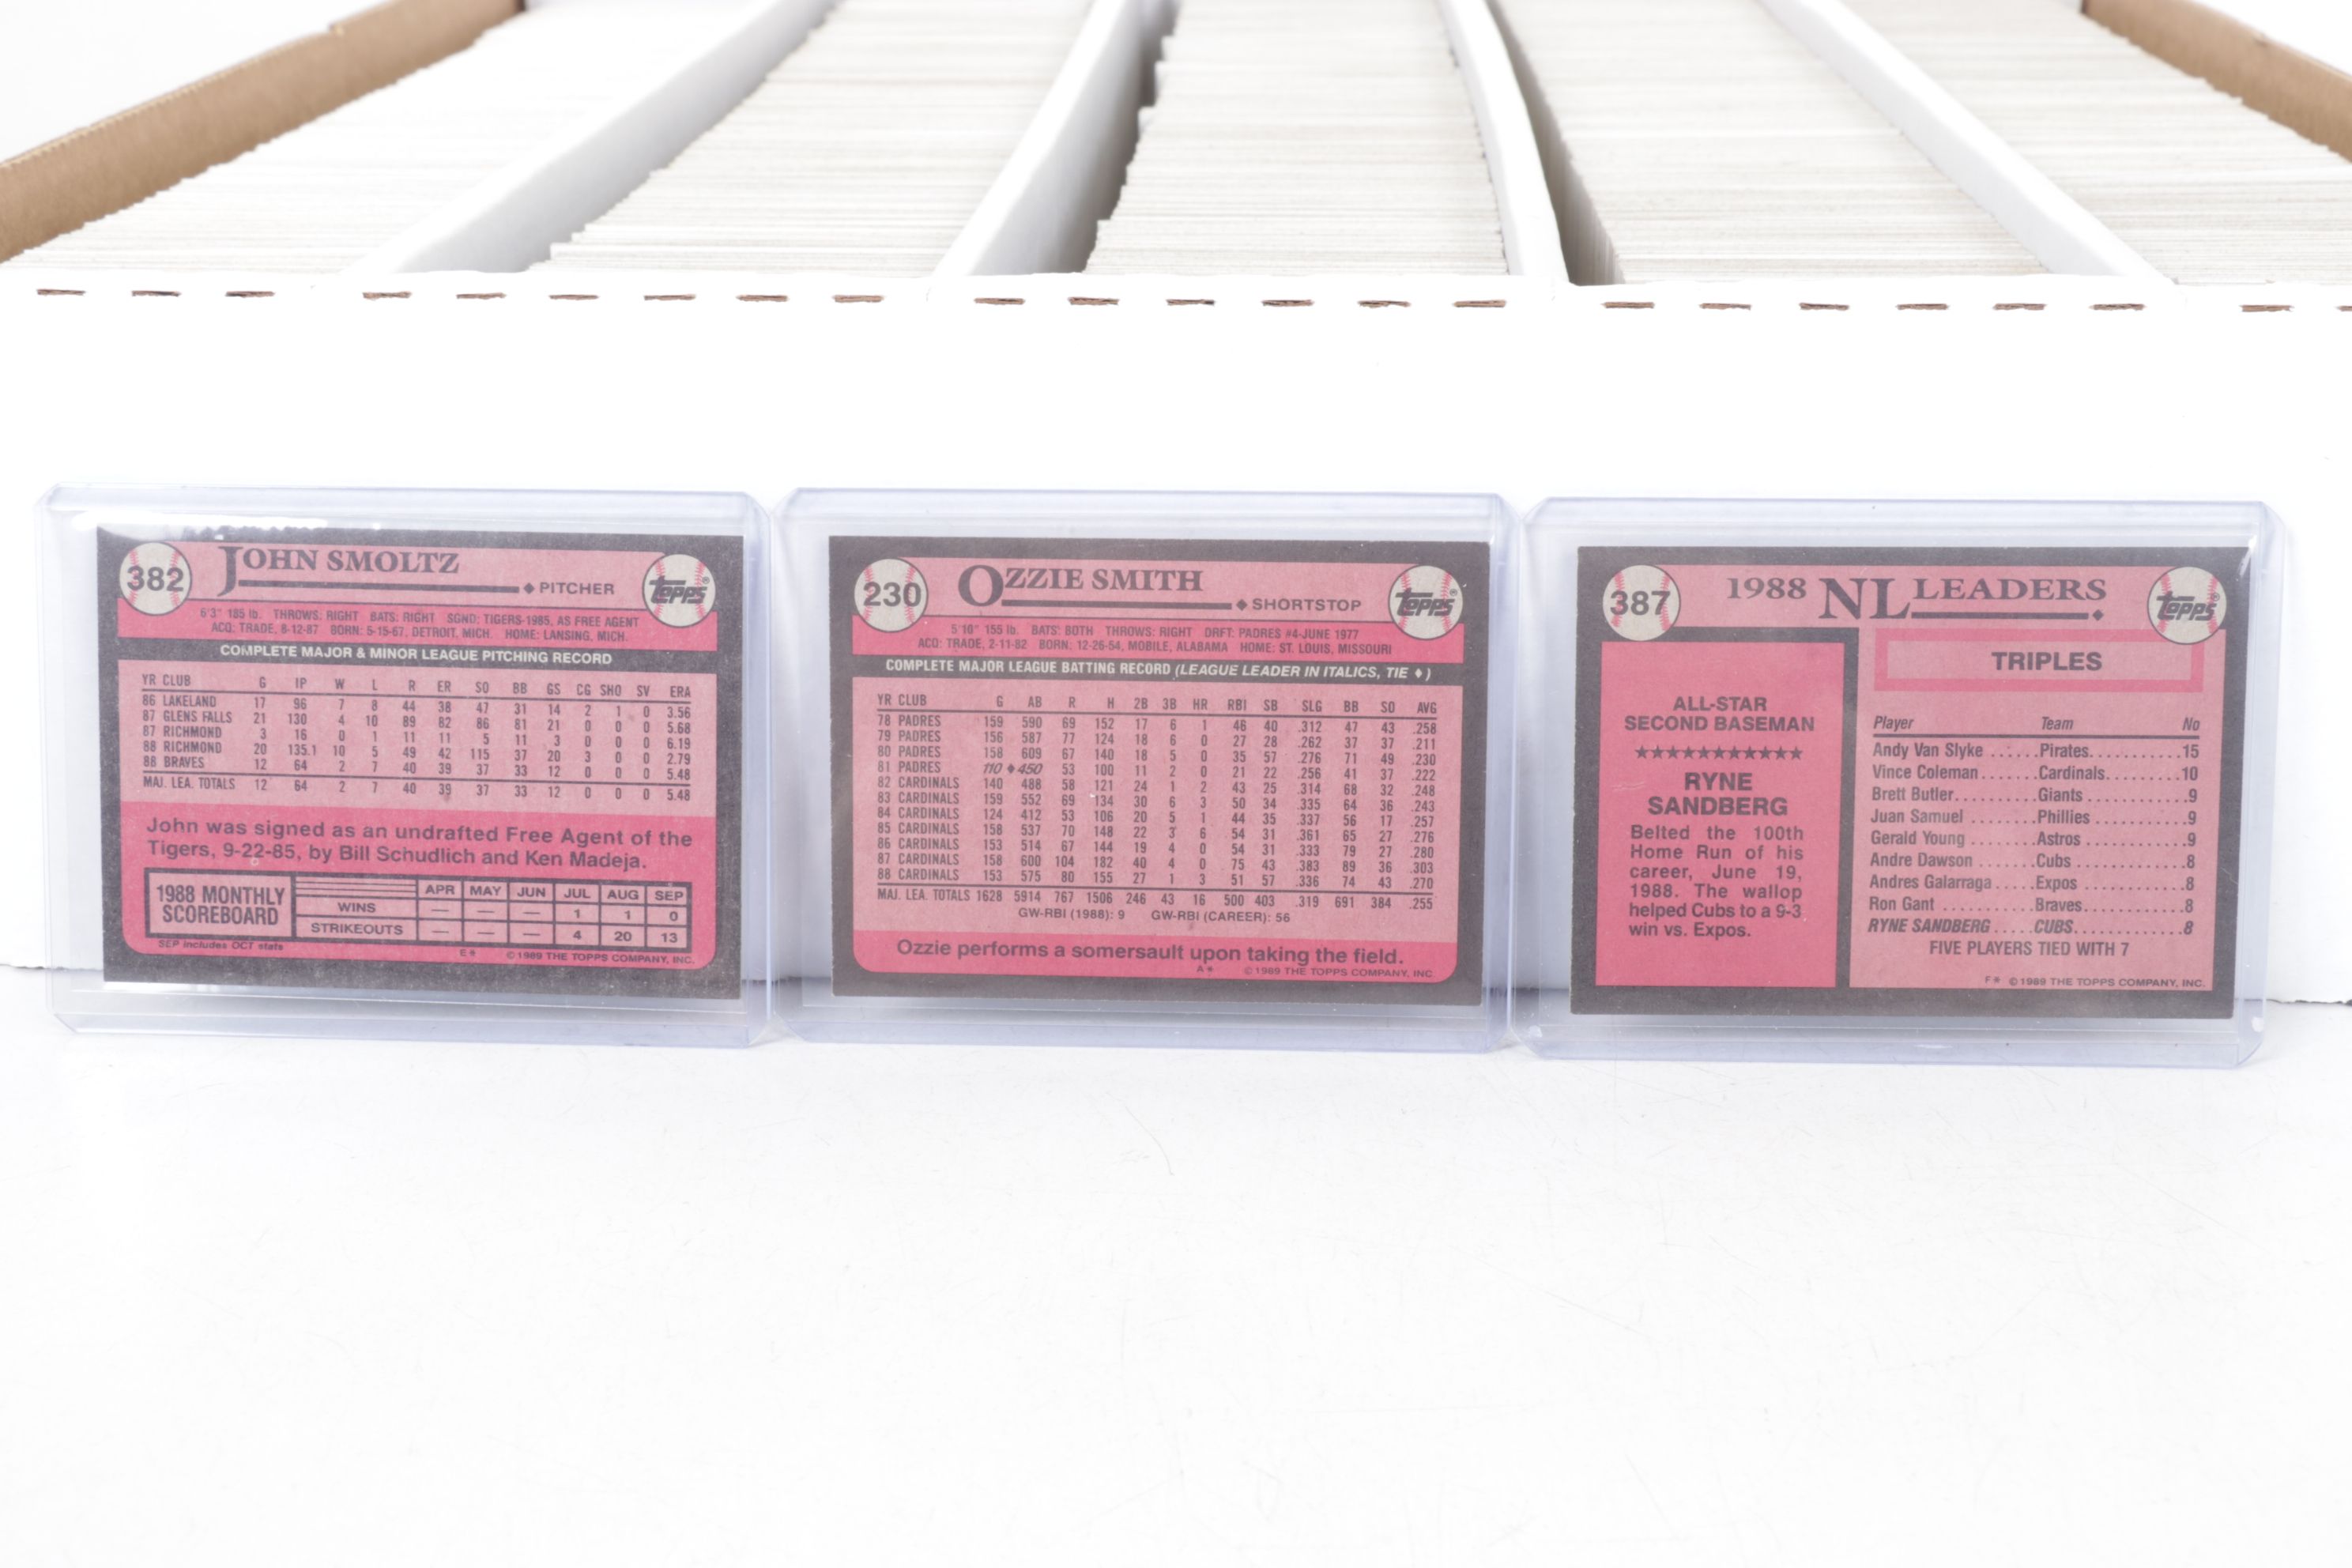 382
JOHN SMOLTZ
♦ PITCHER
Topps®
6'3" 185 lb. THROWS: RIGHT BATS: RIGHT SGND: TIGERS-1985, AS FREE AGENT
ACQ: TRADE, 8-12-87 BORN: 5-15-67, DETROIT, MICH. HOME: LANSING, MICH.
COMPLETE MAJOR & MINOR LEAGUE PITCHING RECORD
YR CLUB G IP W L R ER SO BB GS CG SHO SV ERA
86 LAKELAND 17 96 7 8 44 38 47 31 14 2 1 0 3.56
87 GLENS FALLS 21 130 4 10 89 82 86 81 21 0 0 0 5.68
87 RICHMOND 3 16 0 1 11 11 5 11 3 0 0 0 6.19
88 RICHMOND 20 135.1 10 5 49 42 115 37 20 3 0 0 2.79
88 BRAVES 12 64 2 7 40 39 37 33 12 0 0 0 5.48
MAJ. LEA. TOTALS 12 64 2 7 40 39 37 33 12 0 0 0 5.48
John was signed as an undrafted Free Agent of the
Tigers, 9-22-85, by Bill Schudlich and Ken Madeja.
1988 MONTHLY
SCOREBOARD
APR MAY JUN JUL AUG SEP
WINS — — — 1 1 0
STRIKEOUTS — — — 4 20 13
SEP includes OCT stats
E* © 1989 THE TOPPS COMPANY, INC.
230
OZZIE SMITH
♦ SHORTSTOP
Topps®
5'10" 155 lb. BATS: BOTH THROWS: RIGHT DRFT: PADRES #4-JUNE 1977
ACQ: TRADE, 2-11-82 BORN: 12-26-54, MOBILE, ALABAMA HOME: ST. LOUIS, MISSOURI
COMPLETE MAJOR LEAGUE BATTING RECORD (LEAGUE LEADER IN ITALICS, TIE ♦)
YR CLUB G AB R H 2B 3B HR RBI SB SLG BB SO AVG
78 PADRES 159 590 69 152 17 6 1 46 40 .312 47 43 .258
79 PADRES 156 587 77 124 18 6 0 27 28 .262 37 37 .211
80 PADRES 158 609 67 140 18 5 0 35 57 .276 71 49 .230
81 PADRES 110 ♦450 53 100 11 2 0 21 22 .256 41 37 .222
82 CARDINALS 140 488 58 121 24 1 2 43 25 .314 68 32 .248
83 CARDINALS 159 552 69 134 30 6 3 50 34 .335 64 36 .243
84 CARDINALS 124 412 53 106 20 5 1 44 35 .337 56 17 .257
85 CARDINALS 158 537 70 148 22 3 6 54 31 .361 65 27 .276
86 CARDINALS 153 514 67 144 19 4 0 54 31 .333 79 27 .280
87 CARDINALS 158 600 104 182 40 4 0 75 43 .383 89 36 .303
88 CARDINALS 153 575 80 155 27 1 3 51 57 .336 74 43 .270
MAJ. LEA. TOTALS 1628 5914 767 1506 246 43 16 500 403 .319 691 384 .255
GW-RBI (1988): 9 GW-RBI (CAREER): 56
Ozzie performs a somersault upon taking the field.
A* © 1989 THE TOPPS COMPANY, INC.
387
1988 NL LEADERS
Topps®
ALL-STAR
SECOND BASEMAN
★★★★★★★★★★★
RYNE
SANDBERG
Belted the 100th
Home Run of his
career, June 19,
1988. The wallop
helped Cubs to a 9-3
win vs. Expos.
TRIPLES
Player Team No
Andy Van Slyke ...... Pirates........... 15
Vince Coleman ....... Cardinals......... 10
Brett Butler.......... Giants ........... 9
Juan Samuel ........ Phillies........... 9
Gerald Young ........ Astros ........... 9
Andre Dawson ....... Cubs ............. 8
Andres Galarraga ..... Expos ............ 8
Ron Gant ........... Braves............ 8
RYNE SANDBERG ..... CUBS............. 8
FIVE PLAYERS TIED WITH 7
F* © 1989 THE TOPPS COMPANY, INC.